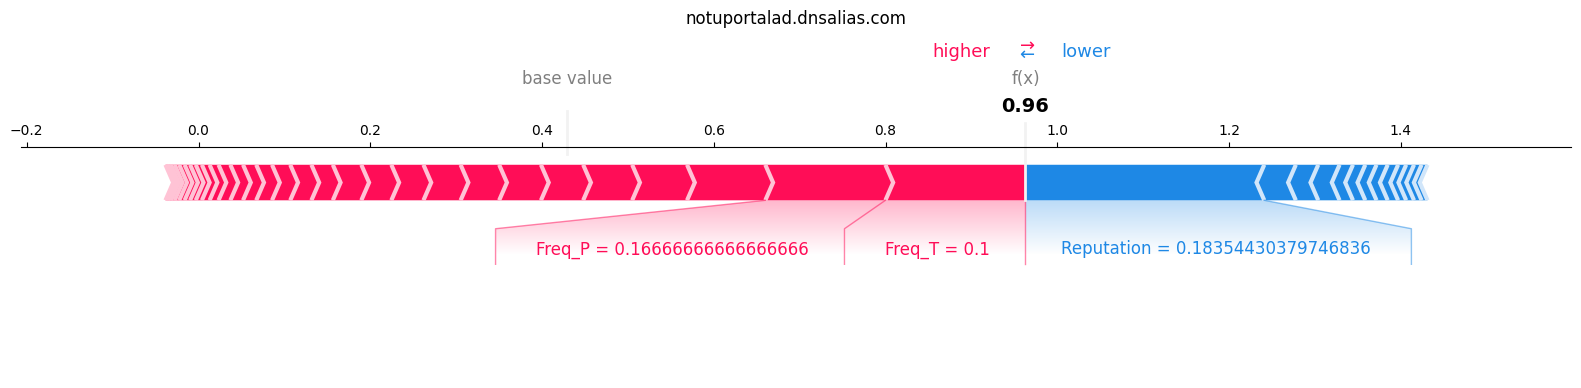 notuportalad.dnsalias.com
higher ⇄ lower
base value f(x)
0.96
−0.2 0.0 0.2 0.4 0.6 0.8 1.0 1.2 1.4
Freq_P = 0.16666666666666666 Freq_T = 0.1 Reputation = 0.18354430379746836